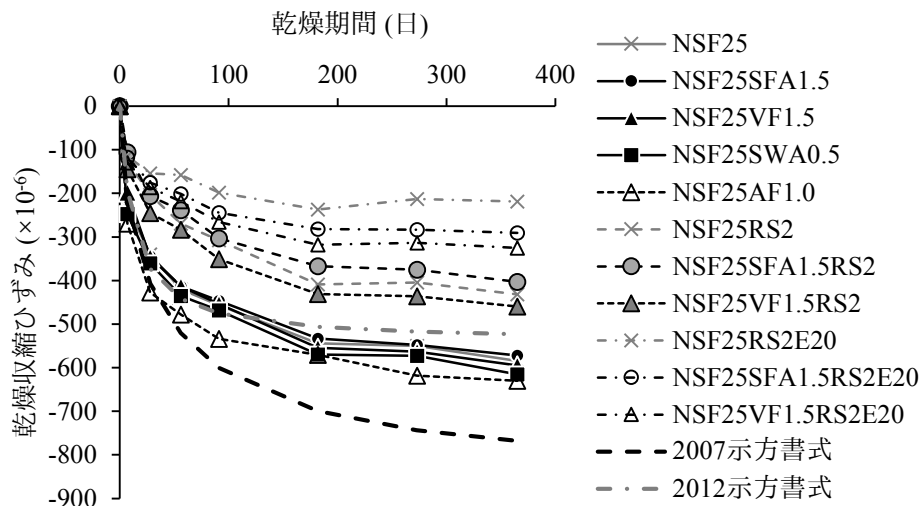 乾燥期間 (日)
0 100 200 300 400
0
-100
-200
-300
-400
-500
-600
-700
-800
-900
乾燥収縮ひずみ (×10⁻⁶)
NSF25
NSF25SFA1.5
NSF25VF1.5
NSF25SWA0.5
NSF25AF1.0
NSF25RS2
NSF25SFA1.5RS2
NSF25VF1.5RS2
NSF25RS2E20
NSF25SFA1.5RS2E20
NSF25VF1.5RS2E20
2007示方書式
2012示方書式